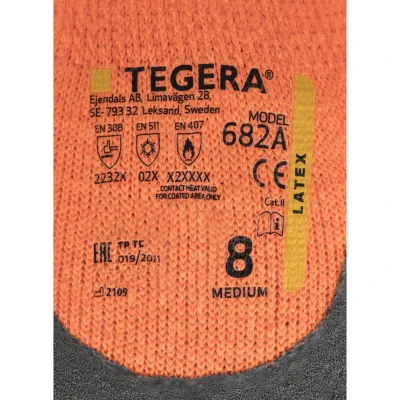 TEGERA®
Ejendals AB, Limavägen 28,
SE- 793 32 Leksand, Sweden
MODEL
682A
EN 388 EN 511 EN 407
2232X 02X X2XXXX
CONTACT HEAT VALID
FOR COATED AREA ONLY
CE
Cat.II
LATEX
EAC TP TC
019/2011
8
MEDIUM
2109